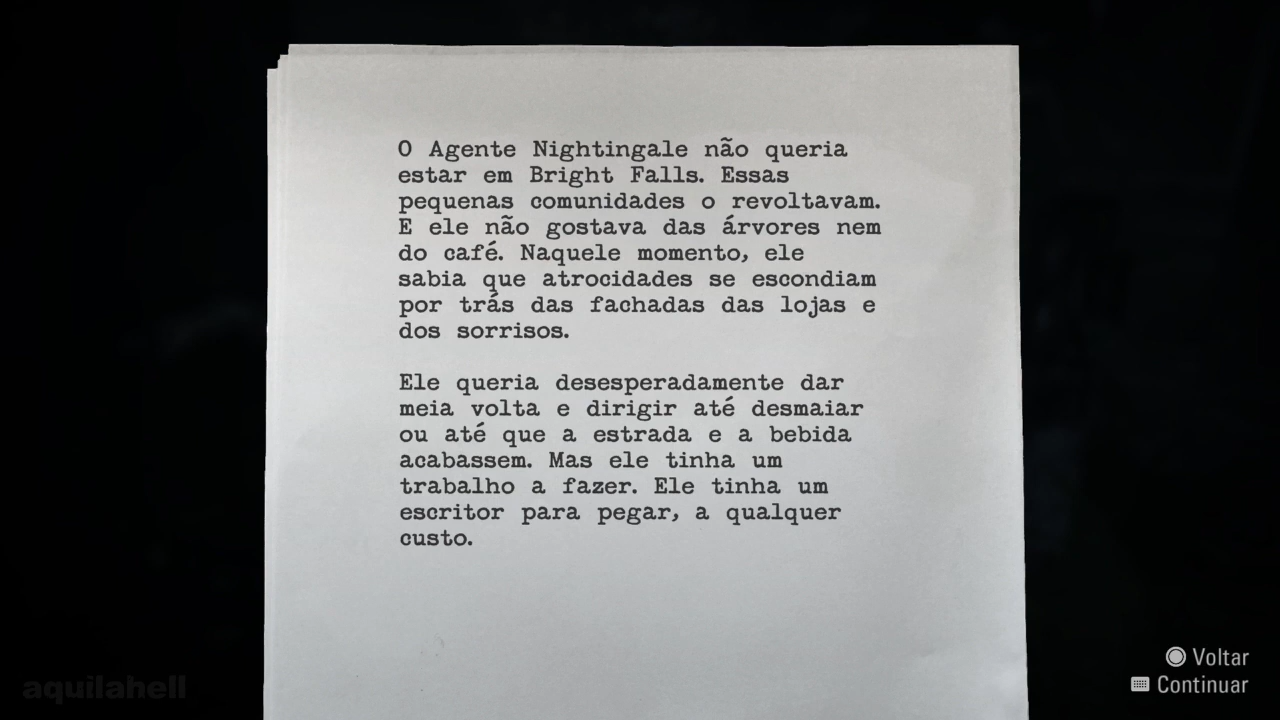 O Agente Nightingale não queria
estar em Bright Falls. Essas
pequenas comunidades o revoltavam.
E ele não gostava das árvores nem
do café. Naquele momento, ele
sabia que atrocidades se escondiam
por trás das fachadas das lojas e
dos sorrisos.
Ele queria desesperadamente dar
meia volta e dirigir até desmaiar
ou até que a estrada e a bebida
acabassem. Mas ele tinha um
trabalho a fazer. Ele tinha um
escritor para pegar, a qualquer
custo.
Voltar
Continuar
aquilahell